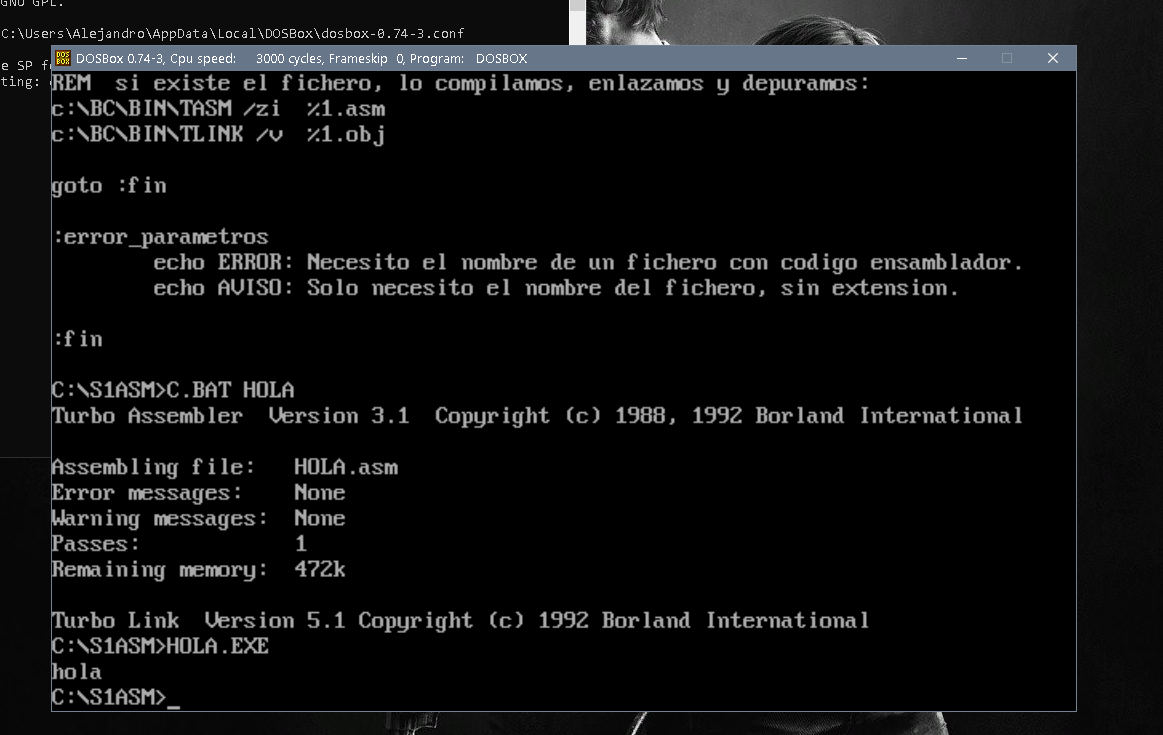 GNU GPL.
C:\Users\Alejandro\AppData\Local\DOSBox\dosbox-0.74-3.conf
e SP
ting:
DOSBox 0.74-3, Cpu speed: 3000 cycles, Frameskip 0, Program: DOSBOX
REM si existe el fichero, lo compilamos, enlazamos y depuramos:
c:\BC\BIN\TASM /zi %1.asm
c:\BC\BIN\TLINK /v %1.obj
goto :fin
:error_parametros
echo ERROR: Necesito el nombre de un fichero con codigo ensamblador.
echo AVISO: Solo necesito el nombre del fichero, sin extension.
:fin
C:\S1ASM>C.BAT HOLA
Turbo Assembler Version 3.1 Copyright (c) 1988, 1992 Borland International
Assembling file: HOLA.asm
Error messages: None
Warning messages: None
Passes: 1
Remaining memory: 472k
Turbo Link Version 5.1 Copyright (c) 1992 Borland International
C:\S1ASM>HOLA.EXE
hola
C:\S1ASM>_